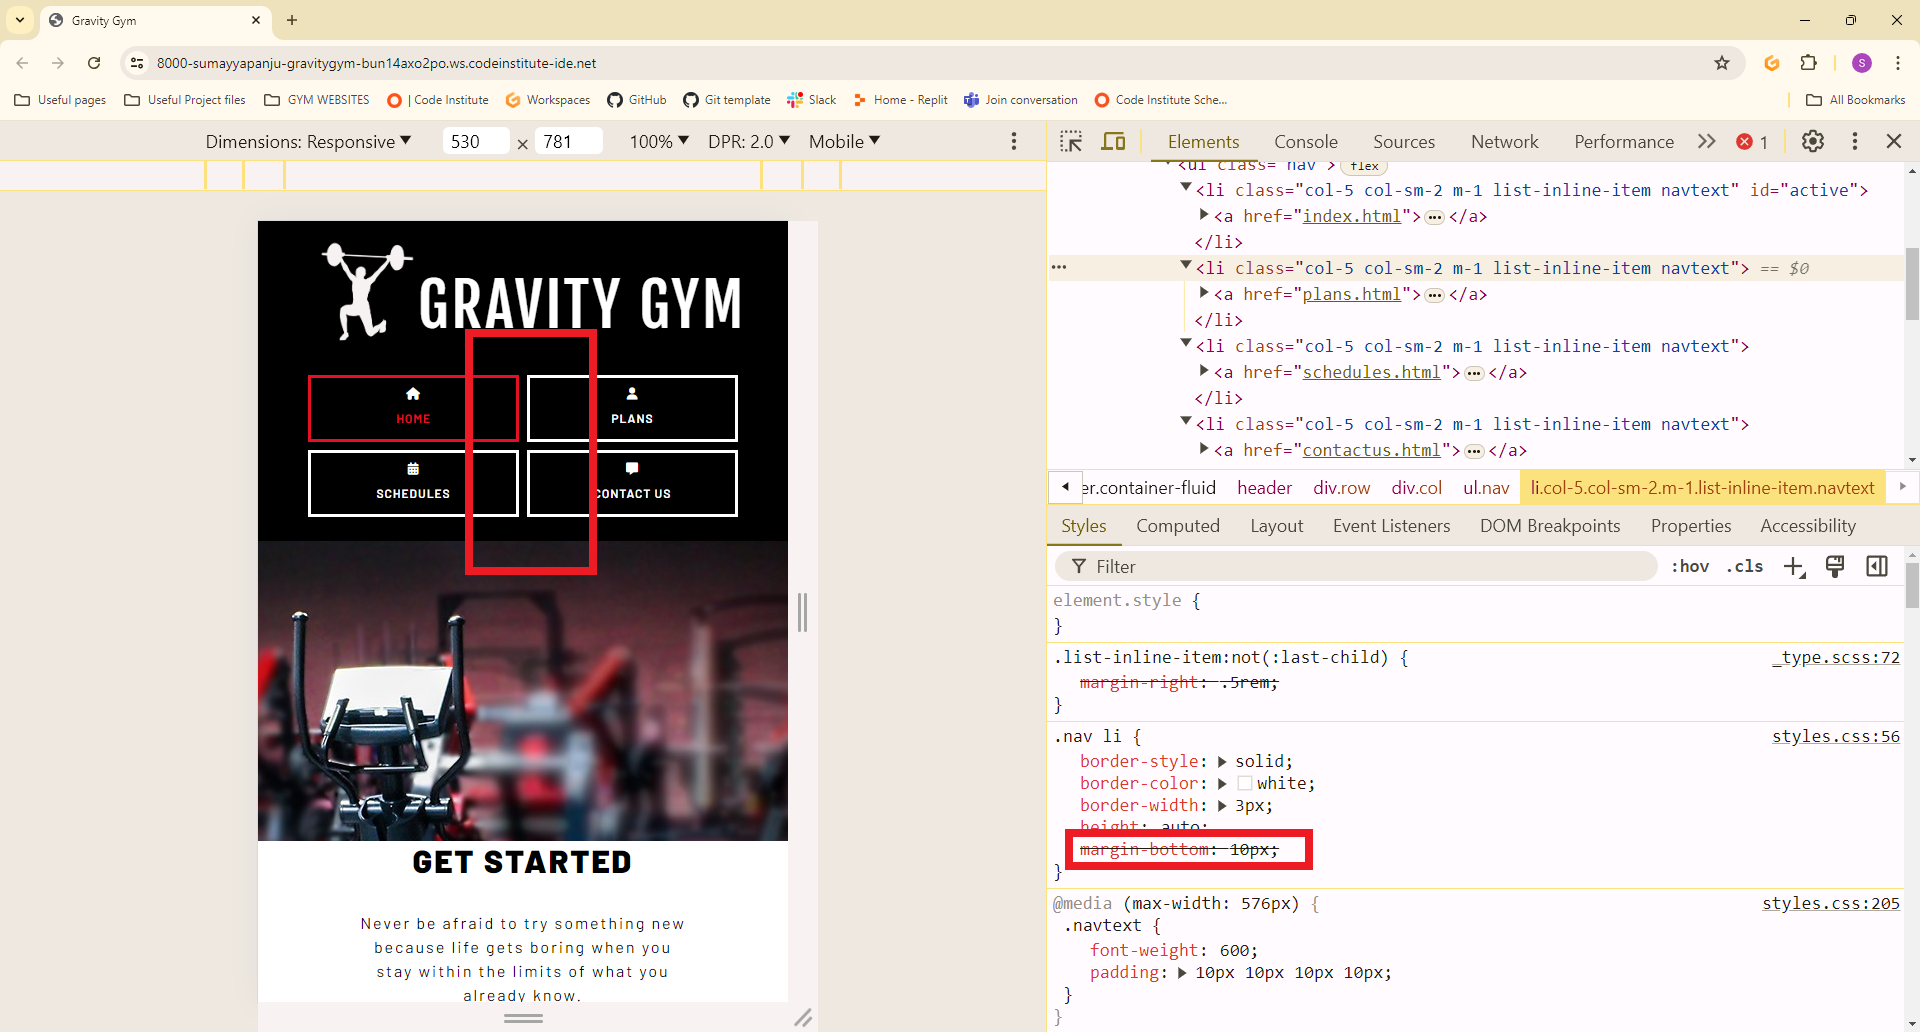 Gravity Gym
8000-sumayyapanju-gravitygym-bun14axo2po.ws.codeinstitute-ide.net
S
Useful pages
Useful Project files
GYM WEBSITES
| Code Institute
Workspaces
GitHub
Git template
Slack
Home - Replit
Join conversation
Code Institute Sche...
All Bookmarks
Dimensions: Responsive
530 × 781
100%
DPR: 2.0
Mobile
GRAVITY GYM
HOME
PLANS
SCHEDULES
CONTACT US
GET STARTED
Never be afraid to try something new
because life gets boring when you
stay within the limits of what you
already know.
Elements
Console
Sources
Network
Performance
1
<ul class="nav"> flex
<li class="col-5 col-sm-2 m-1 list-inline-item navtext" id="active">
<a href="index.html">…</a>
</li>
<li class="col-5 col-sm-2 m-1 list-inline-item navtext"> == $0
<a href="plans.html">…</a>
</li>
<li class="col-5 col-sm-2 m-1 list-inline-item navtext">
<a href="schedules.html">…</a>
</li>
<li class="col-5 col-sm-2 m-1 list-inline-item navtext">
<a href="contactus.html">…</a>
er.container-fluid header div.row div.col ul.nav li.col-5.col-sm-2.m-1.list-inline-item.navtext
Styles
Computed
Layout
Event Listeners
DOM Breakpoints
Properties
Accessibility
Filter
:hov .cls
element.style {
}
.list-inline-item:not(:last-child) { _type.scss:72
margin-right: .5rem;
}
.nav li { styles.css:56
border-style: solid;
border-color: white;
border-width: 3px;
height: auto;
margin-bottom: 10px;
}
@media (max-width: 576px) { styles.css:205
.navtext {
font-weight: 600;
padding: 10px 10px 10px 10px;
}
}